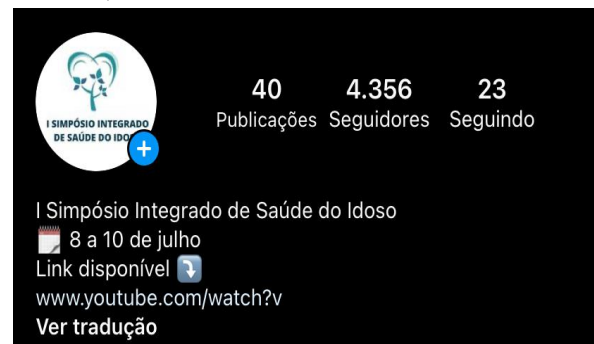 I SIMPÓSIO INTEGRADO
DE SAÚDE DO
40 4.356 23
Publicações Seguidores Seguindo
I Simpósio Integrado de Saúde do Idoso
8 a 10 de julho
Link disponível
www.youtube.com/watch?v
Ver tradução